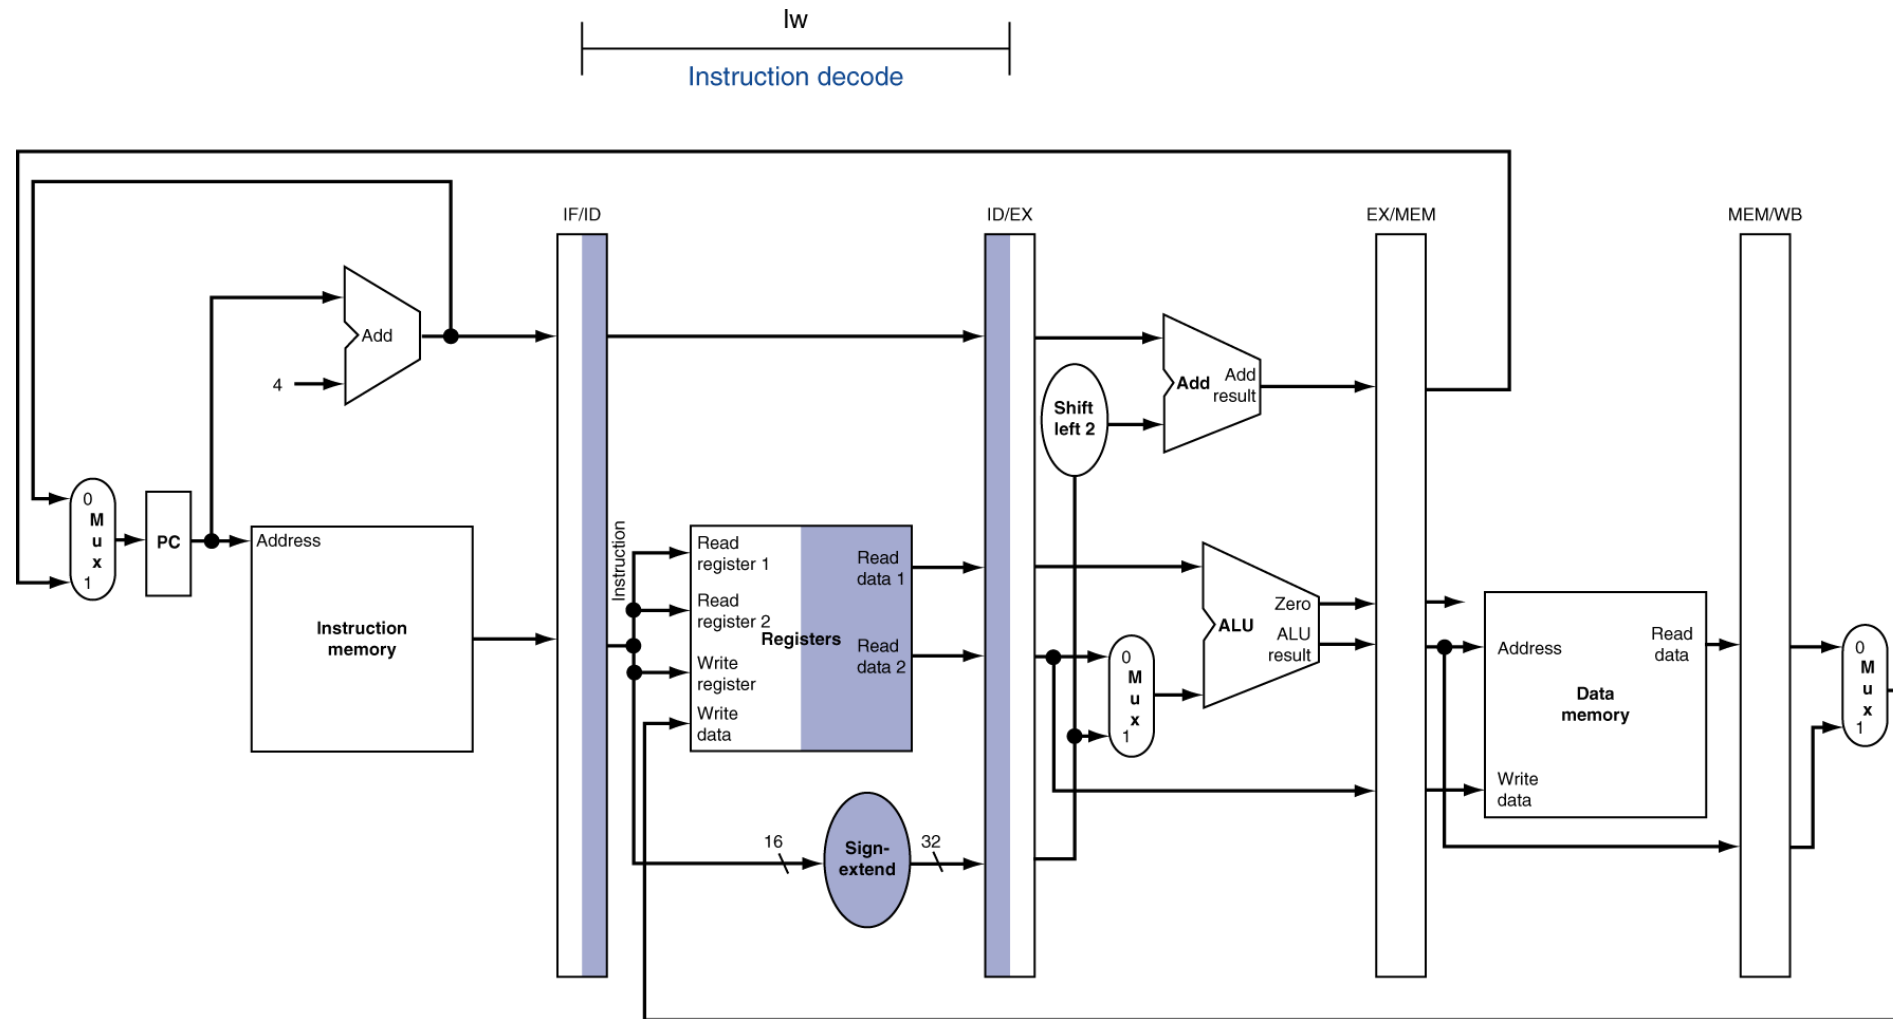 lw
Instruction decode
IF/ID
ID/EX
EX/MEM
MEM/WB
Add
4
Shift
left 2
Add
Add
result
0
M
u
x
1
PC
Address
Instruction
memory
Instruction
Read
register 1
Read
register 2
Registers
Write
register
Write
data
Read
data 1
Read
data 2
16
Sign-
extend
32
0
M
u
x
1
ALU
Zero
ALU
result
Address
Read
data
Data
memory
Write
data
0
M
u
x
1